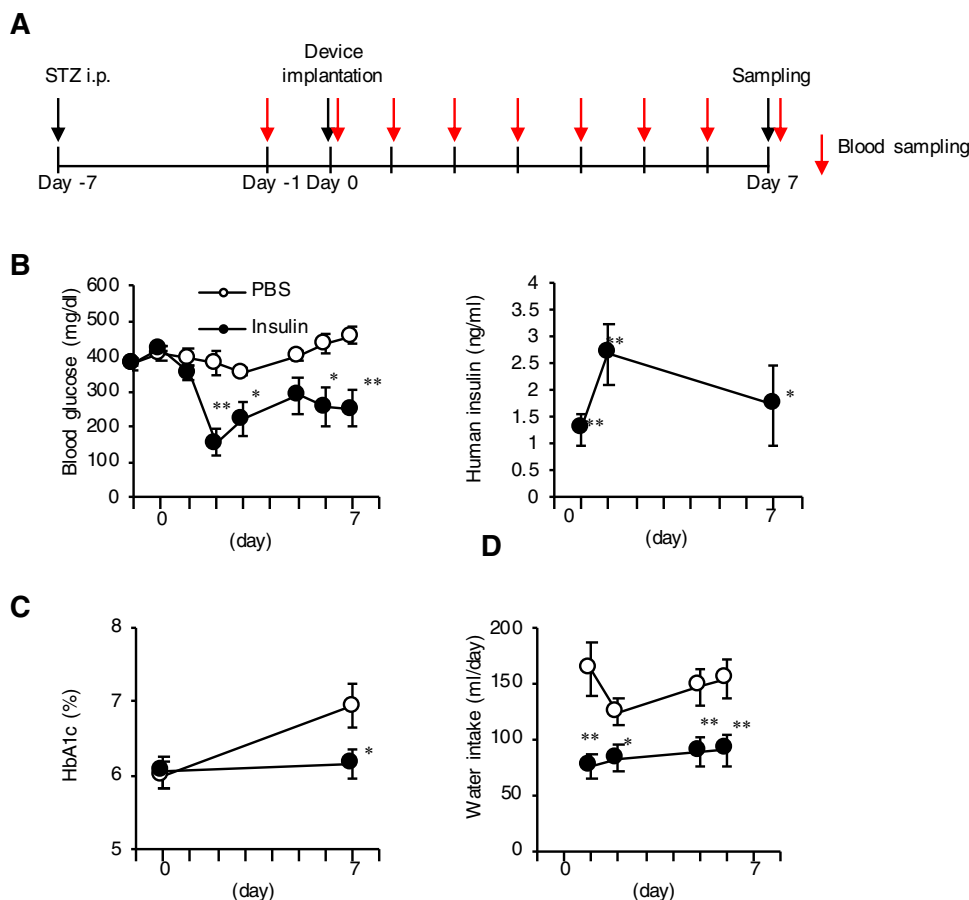 A
STZ i.p.
Device
implantation
Sampling
Blood sampling
Day -7
Day -1
Day 0
Day 7
B
Blood glucose (mg/dl)
600
500
400
300
200
100
0
PBS
Insulin
**
*
*
**
0
7
(day)
Human insulin (ng/ml)
4
3.5
3
2.5
2
1.5
1
0.5
0
**
**
*
0
7
(day)
C
HbA1c (%)
8
7
6
5
*
0
7
(day)
D
Water intake (ml/day)
200
150
100
50
0
**
*
**
**
0
7
(day)